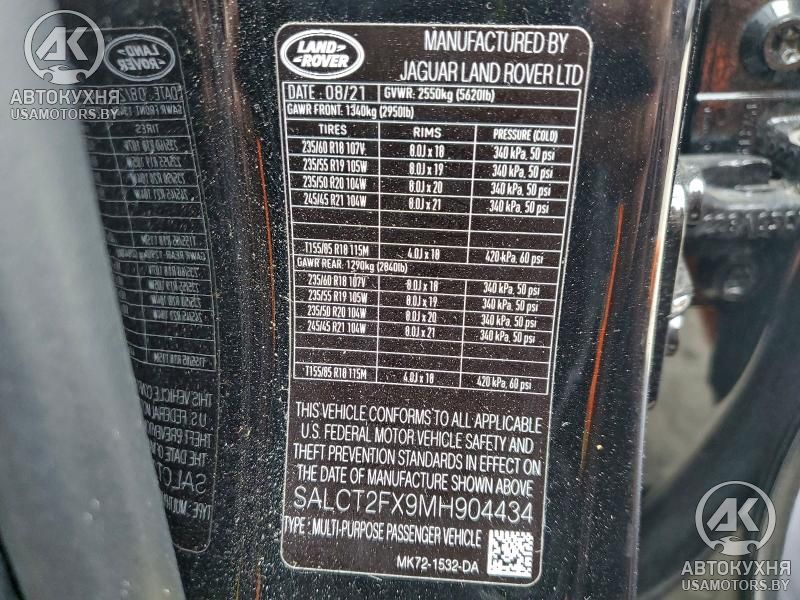 LAND
ROVER
MANUFACTURED BY
JAGUAR LAND ROVER LTD
DATE: 08/21 GVWR: 2550kg (5620lb)
GAWR FRONT: 1340kg (2950lb)
TIRES RIMS PRESSURE (COLD)
235/60 R18 107V 8.0J x 18 340 kPa, 50 psi
235/55 R19 105W 8.0J x 19 340 kPa, 50 psi
235/50 R20 104W 8.0J x 20 340 kPa, 50 psi
245/45 R21 104W 8.0J x 21 340 kPa, 50 psi
T155/85 R18 115M 4.0J x 18 420 kPa, 60 psi
GAWR REAR: 1290kg (2840lb)
235/60 R18 107V 8.0J x 18 340 kPa, 50 psi
235/55 R19 105W 8.0J x 19 340 kPa, 50 psi
235/50 R20 104W 8.0J x 20 340 kPa, 50 psi
245/45 R21 104W 8.0J x 21 340 kPa, 50 psi
T155/85 R18 115M 4.0J x 18 420 kPa, 60 psi
THIS VEHICLE CONFORMS TO ALL APPLICABLE
U.S. FEDERAL MOTOR VEHICLE SAFETY AND
THEFT PREVENTION STANDARDS IN EFFECT ON
THE DATE OF MANUFACTURE SHOWN ABOVE
SALCT2FX9MH904434
TYPE: MULTI-PURPOSE PASSENGER VEHICLE
MK72-1532-DA
АК
АВТОКУХНЯ
USAMOTORS.BY
АК
АВТОКУХНЯ
USAMOTORS.BY